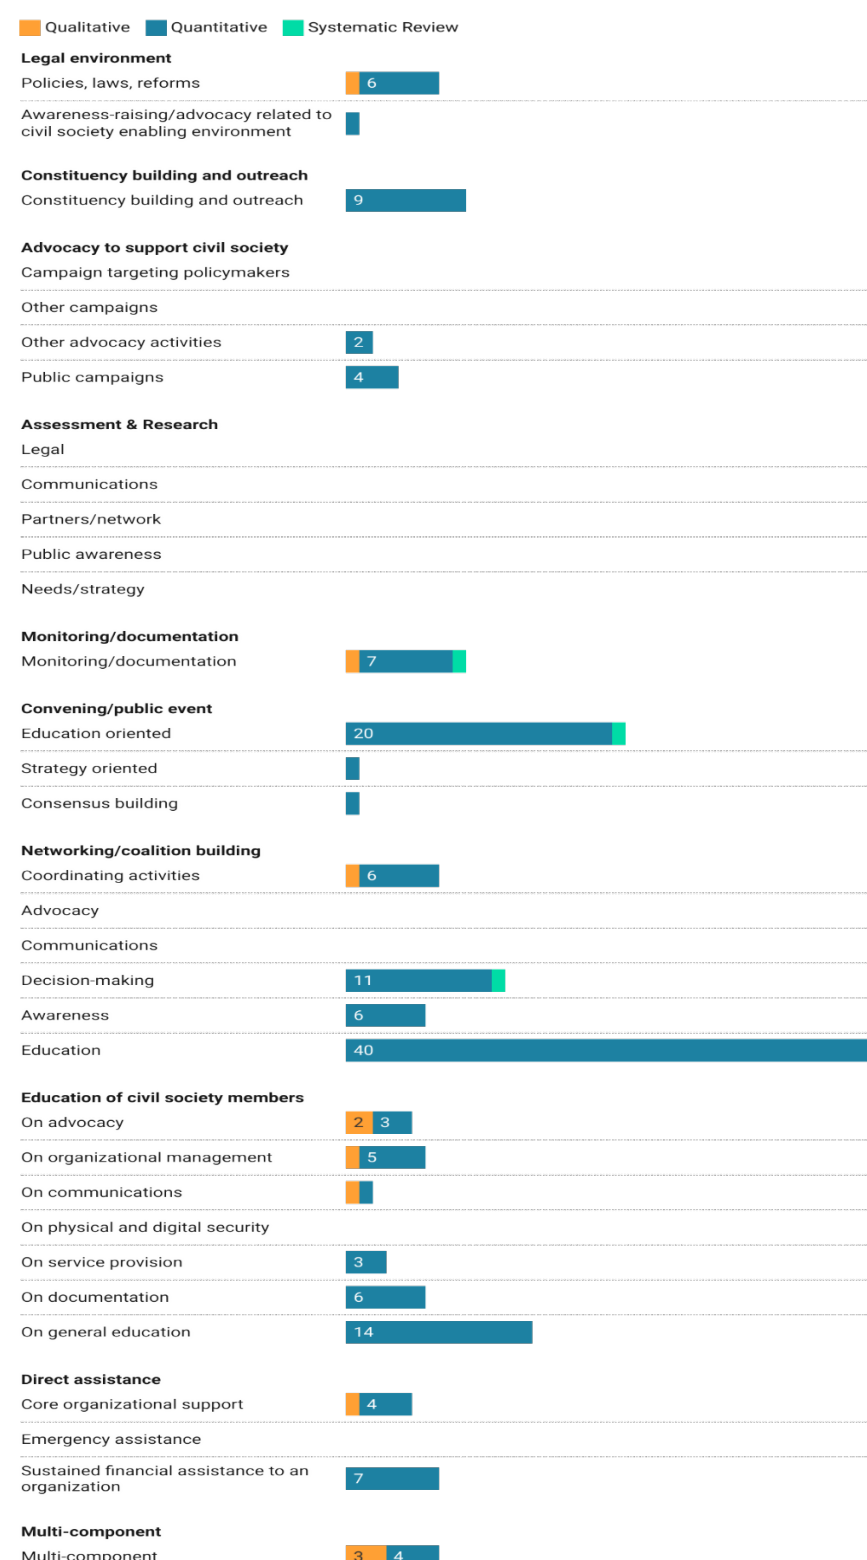 Qualitative Quantitative Systematic Review
Legal environment
Policies, laws, reforms 6
Awareness-raising/advocacy related to
civil society enabling environment
Constituency building and outreach
Constituency building and outreach 9
Advocacy to support civil society
Campaign targeting policymakers
Other campaigns
Other advocacy activities 2
Public campaigns 4
Assessment & Research
Legal
Communications
Partners/network
Public awareness
Needs/strategy
Monitoring/documentation
Monitoring/documentation 7
Convening/public event
Education oriented 20
Strategy oriented
Consensus building
Networking/coalition building
Coordinating activities 6
Advocacy
Communications
Decision-making 11
Awareness 6
Education 40
Education of civil society members
On advocacy 2 3
On organizational management 5
On communications
On physical and digital security
On service provision 3
On documentation 6
On general education 14
Direct assistance
Core organizational support 4
Emergency assistance
Sustained financial assistance to an
organization 7
Multi-component
Multi-component 3 4